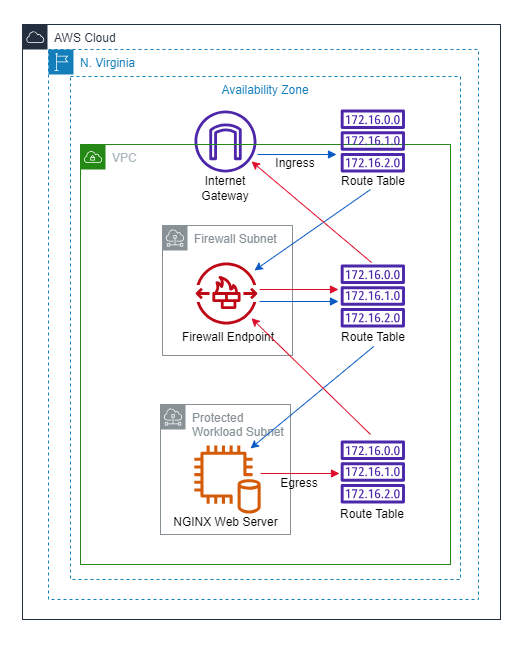 AWS Cloud
N. Virginia
Availability Zone
VPC
172.16.0.0
172.16.1.0
172.16.2.0
Route Table
Ingress
Internet
Gateway
Firewall Subnet
Firewall Endpoint
172.16.0.0
172.16.1.0
172.16.2.0
Route Table
Protected
Workload Subnet
NGINX Web Server
Egress
172.16.0.0
172.16.1.0
172.16.2.0
Route Table